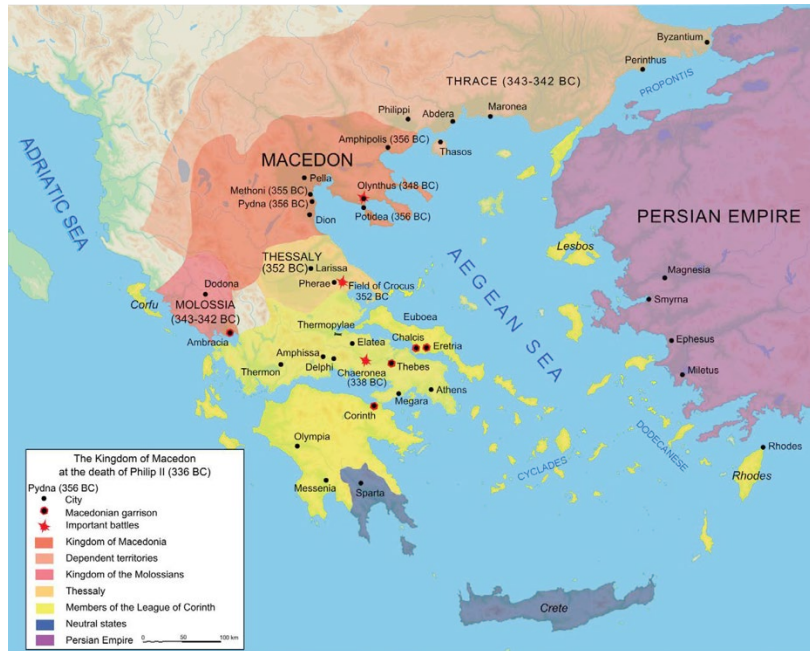 Byzantium
Perinthus
PROPONTIS
THRACE (343-342 BC)
Philippi
Abdera
Maronea
Amphipolis (356 BC)
Thasos
ADRIATIC SEA
MACEDON
Pella
Olynthus (348 BC)
Methoni (355 BC)
Pydna (356 BC)
Potidea (356 BC)
Dion
PERSIAN EMPIRE
AEGEAN SEA
THESSALY
(352 BC)
Larissa
Lesbos
Pherae
Field of Crocus
352 BC
Magnesia
Dodona
Corfu
MOLOSSIA
(343-342 BC)
Smyrna
Ambracia
Thermopylae
Euboea
Chalcis
Elatea
Eretria
Ephesus
Amphissa
Delphi
Thermon
Chaeronea
(338 BC)
Thebes
Miletus
Athens
Megara
Corinth
Olympia
DODECANESE
Rhodes
CYCLADES
Rhodes
Messenia
Sparta
Crete
The Kingdom of Macedon
at the death of Philip II (336 BC)
Pydna (356 BC)
City
Macedonian garrison
Important battles
Kingdom of Macedonia
Dependent territories
Kingdom of the Molossians
Thessaly
Members of the League of Corinth
Neutral states
Persian Empire
0 50 100 km